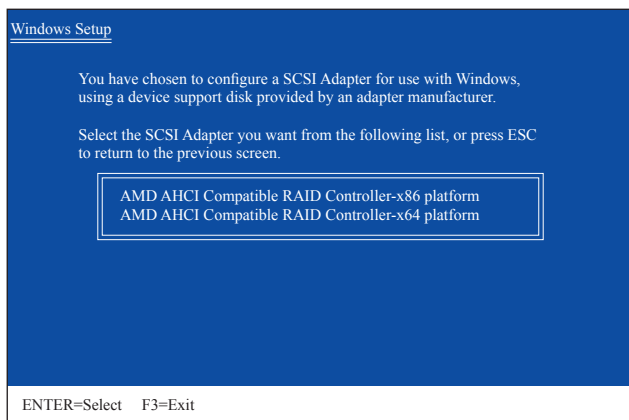 Windows Setup
You have chosen to configure a SCSI Adapter for use with Windows,
using a device support disk provided by an adapter manufacturer.
Select the SCSI Adapter you want from the following list, or press ESC
to return to the previous screen.
AMD AHCI Compatible RAID Controller-x86 platform
AMD AHCI Compatible RAID Controller-x64 platform
ENTER=Select F3=Exit